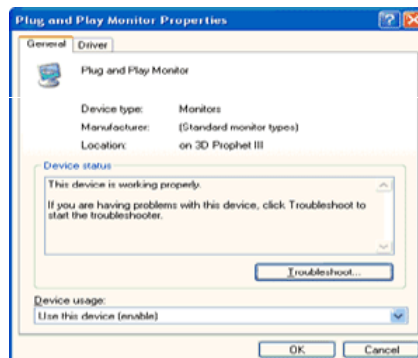 Plug and Play Monitor Properties
General Driver
Plug and Play Monitor
Device type: Monitors
Manufacturer: (Standard monitor types)
Location: on 3D Prophet III
Device status
This device is working properly.
If you are having problems with this device, click Troubleshoot to
start the troubleshooter.
Troubleshoot...
Device usage:
Use this device (enable)
OK Cancel